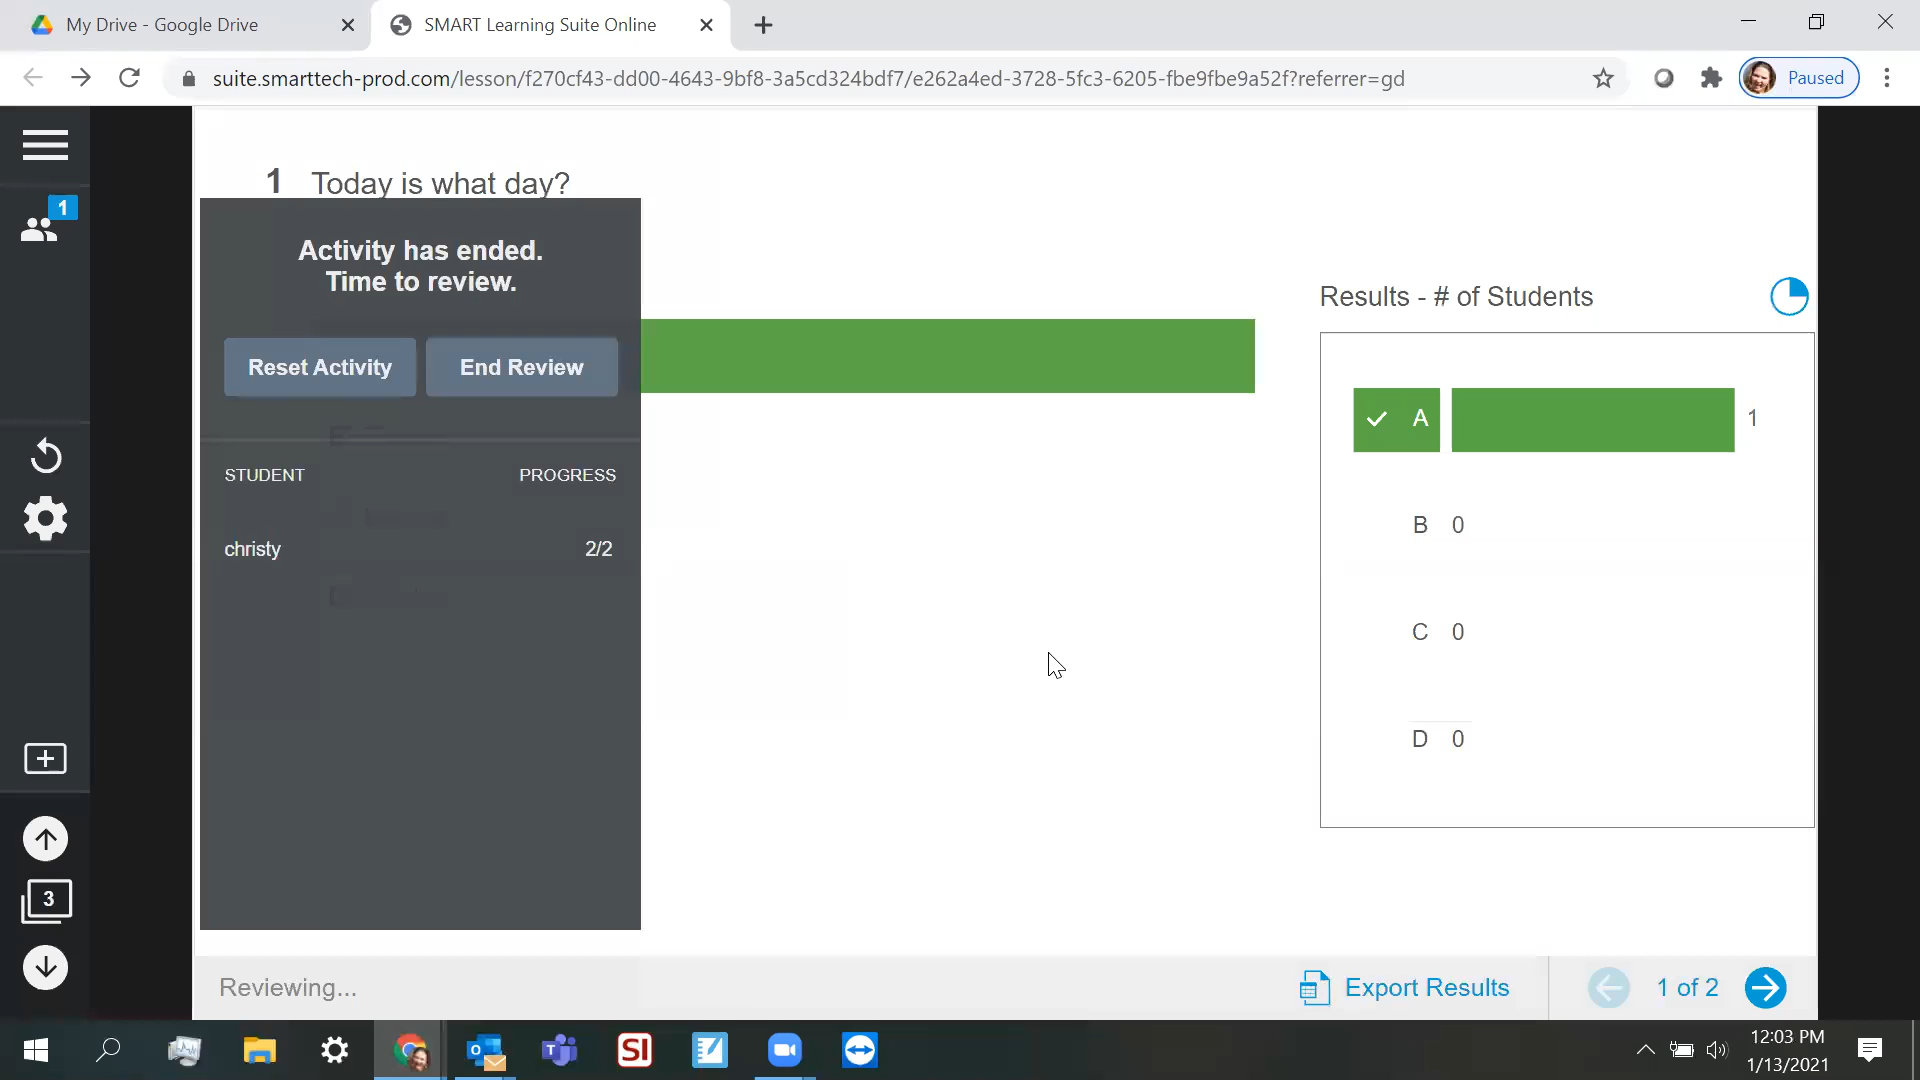 My Drive - Google Drive
SMART Learning Suite Online
suite.smarttech-prod.com/lesson/f270cf43-dd00-4643-9bf8-3a5cd324bdf7/e262a4ed-3728-5fc3-6205-fbe9fbe9a52f?referrer=gd
Paused
1
1 Today is what day?
Activity has ended.
Time to review.
Reset Activity
End Review
STUDENT PROGRESS
christy 2/2
Results - # of Students
A 1
B 0
C 0
D 0
3
Reviewing...
Export Results
1 of 2
SI
12:03 PM
1/13/2021